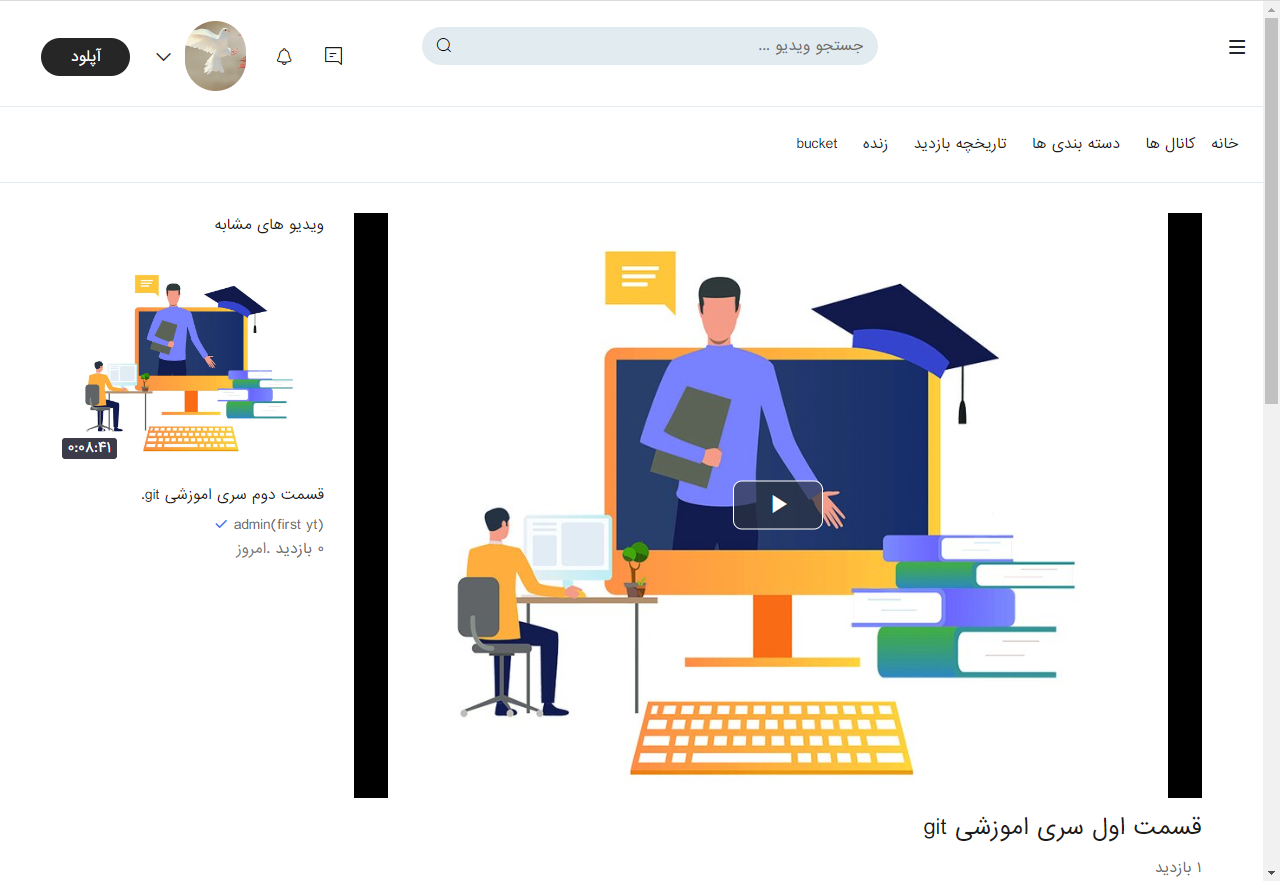 جستجو ویدیو ...
آپلود
خانه
کانال ها
دسته بندی ها
تاریخچه بازدید
زنده
bucket
قسمت اول سری اموزشی git
۱ بازدید
ویدیو های مشابه
۰:۰۸:۴۱
قسمت دوم سری اموزشی git.
admin(first yt)
۰ بازدید .امروز